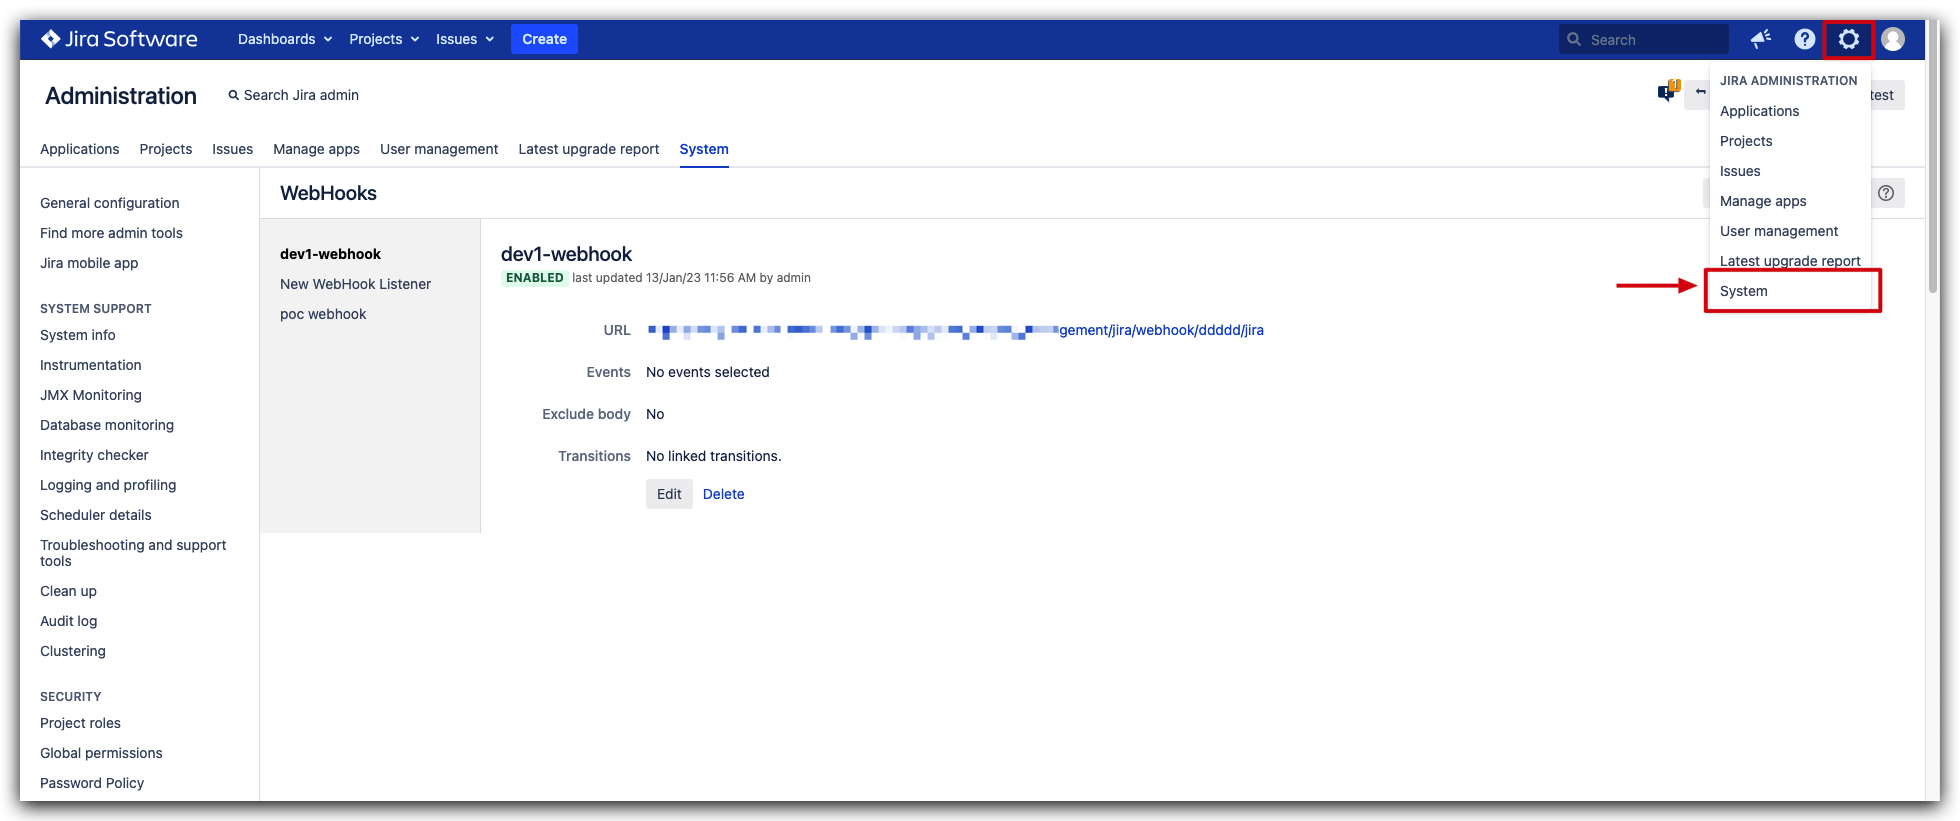 Jira Software
Dashboards Projects Issues Create
Search
Administration
Search Jira admin
test
JIRA ADMINISTRATION
Applications
Projects
Issues
Manage apps
User management
Latest upgrade report
System
Applications Projects Issues Manage apps User management Latest upgrade report System
General configuration
Find more admin tools
Jira mobile app
SYSTEM SUPPORT
System info
Instrumentation
JMX Monitoring
Database monitoring
Integrity checker
Logging and profiling
Scheduler details
Troubleshooting and support
tools
Clean up
Audit log
Clustering
SECURITY
Project roles
Global permissions
Password Policy
WebHooks
dev1-webhook
New WebHook Listener
poc webhook
dev1-webhook
ENABLED last updated 13/Jan/23 11:56 AM by admin
URL gement/jira/webhook/ddddd/jira
Events No events selected
Exclude body No
Transitions No linked transitions.
Edit Delete